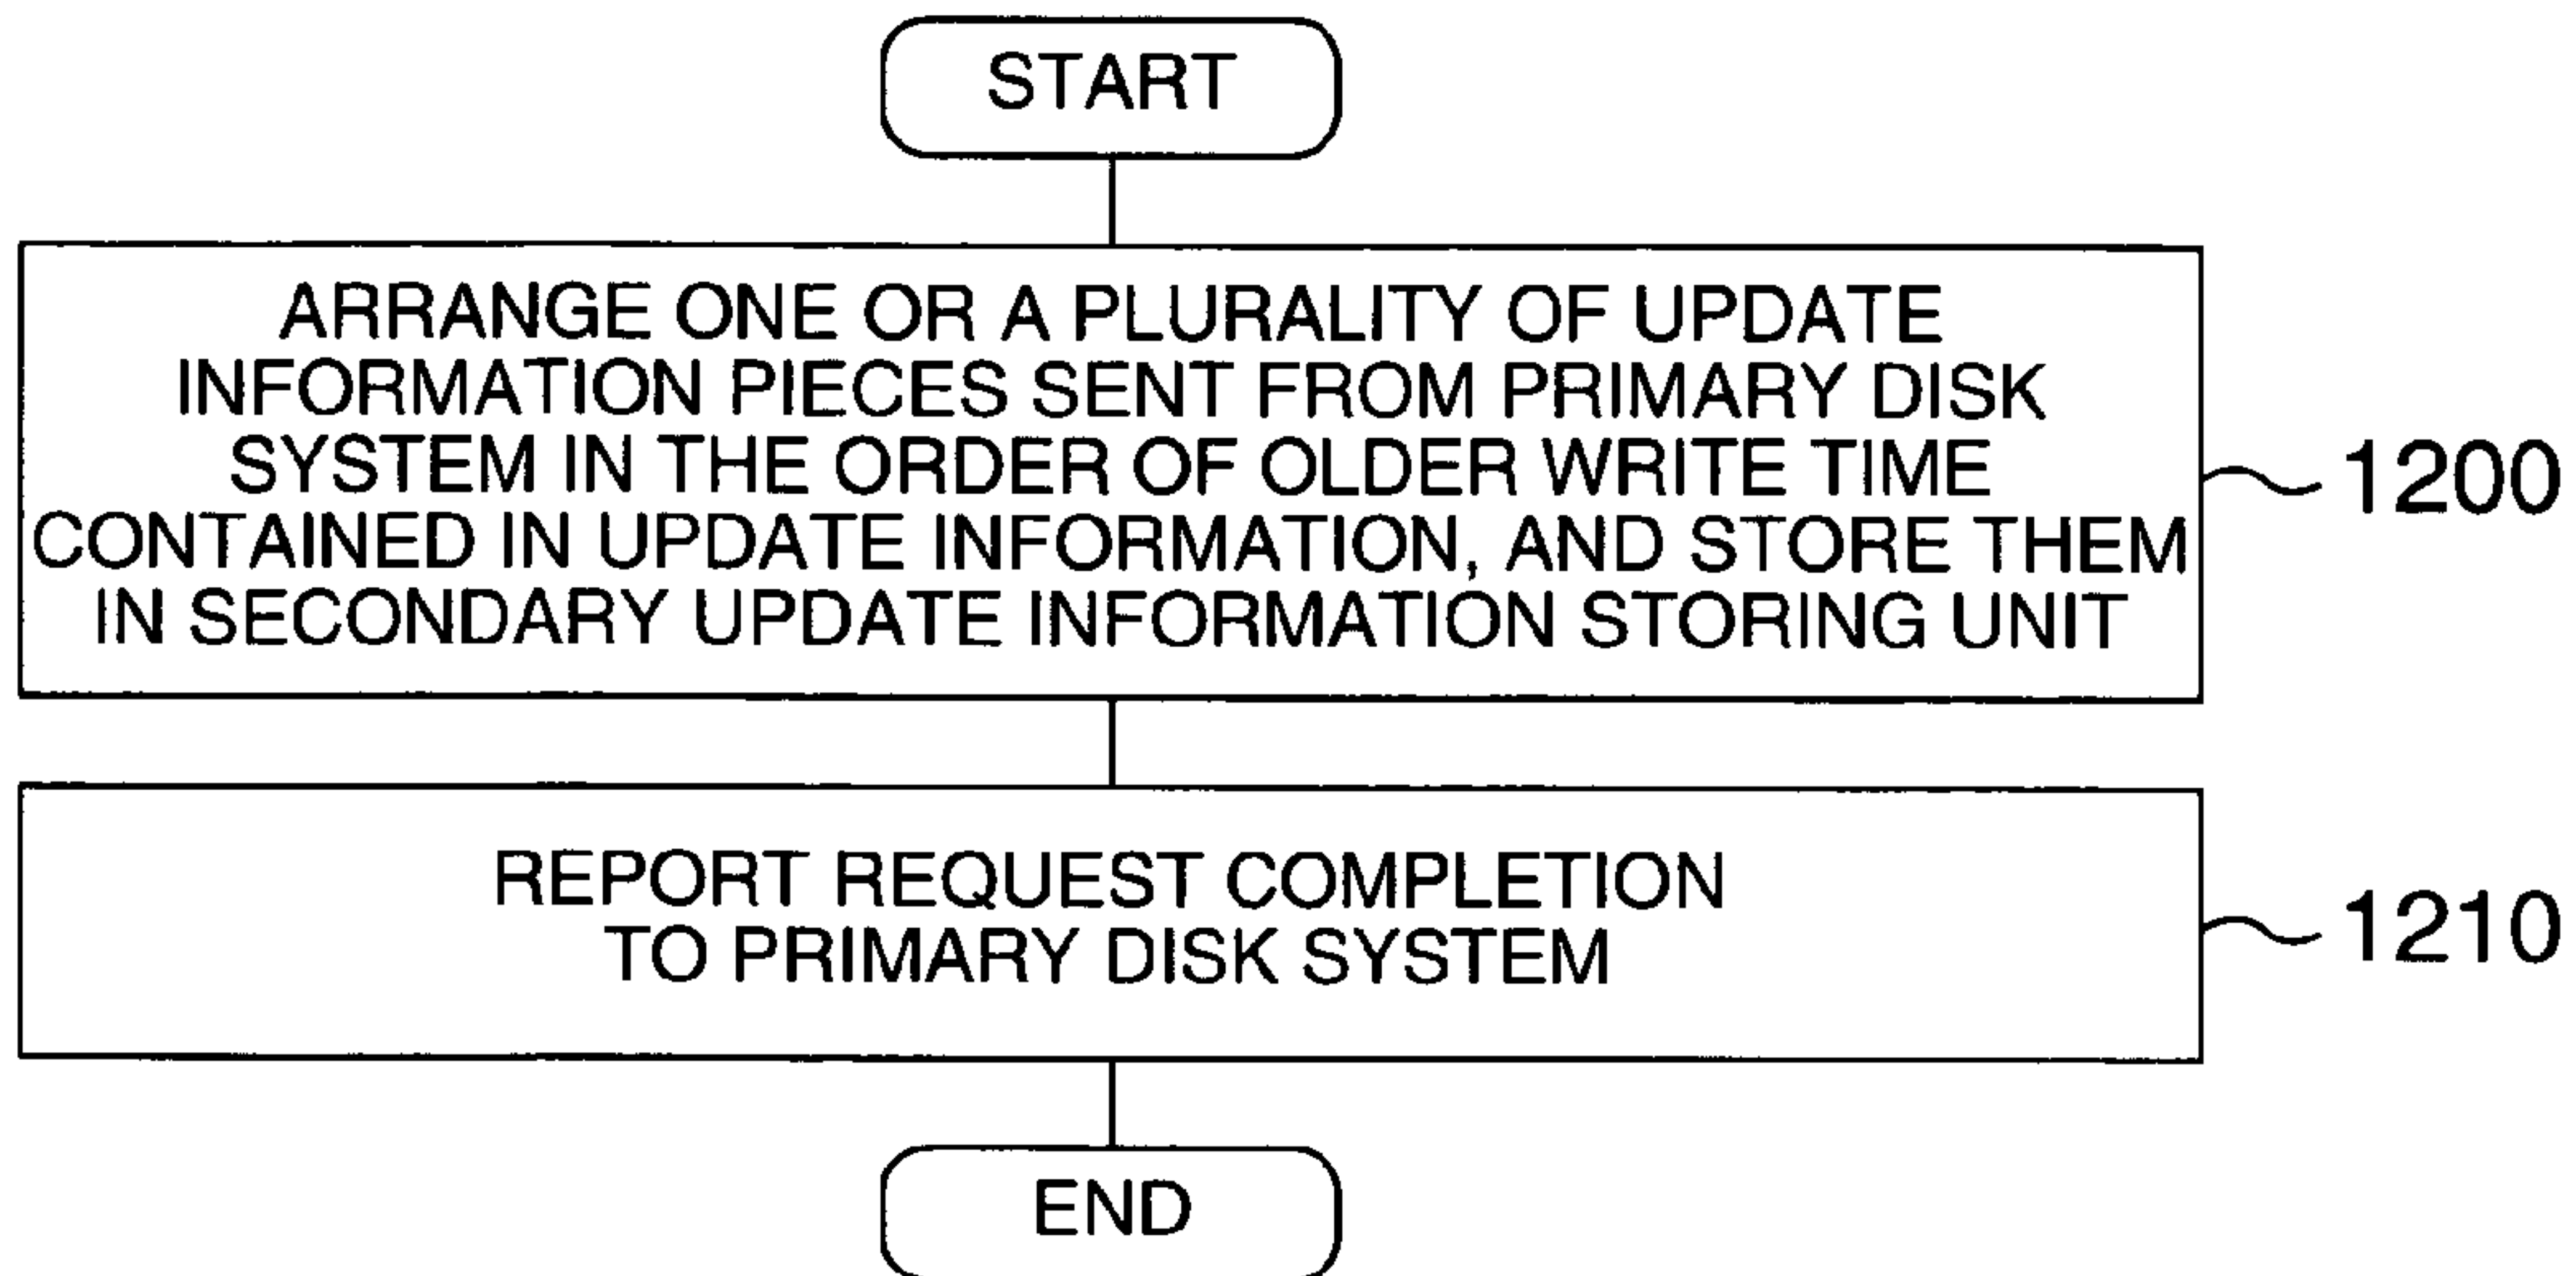 START
ARRANGE ONE OR A PLURALITY OF UPDATE
INFORMATION PIECES SENT FROM PRIMARY DISK
SYSTEM IN THE ORDER OF OLDER WRITE TIME
CONTAINED IN UPDATE INFORMATION, AND STORE THEM
IN SECONDARY UPDATE INFORMATION STORING UNIT
1200
REPORT REQUEST COMPLETION
TO PRIMARY DISK SYSTEM
1210
END